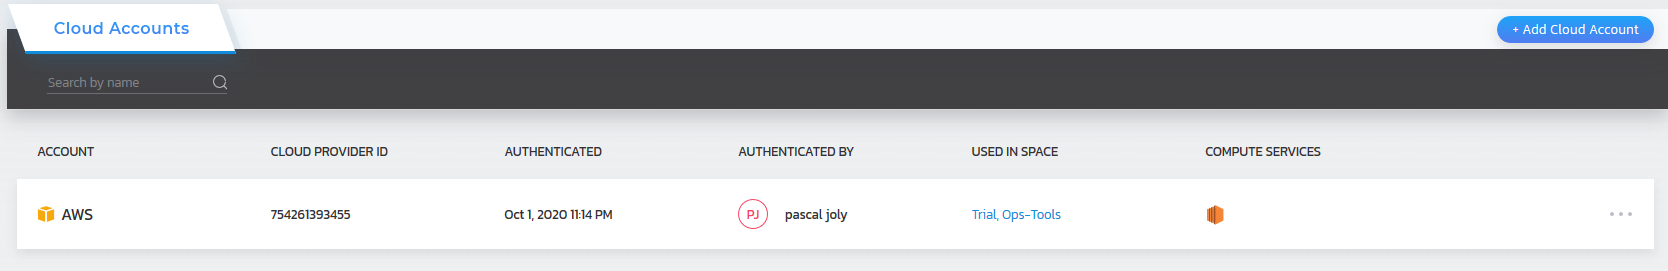 Cloud Accounts
+ Add Cloud Account
Search by name
ACCOUNT CLOUD PROVIDER ID AUTHENTICATED AUTHENTICATED BY USED IN SPACE COMPUTE SERVICES
AWS 754261393455 Oct 1, 2020 11:14 PM PJ pascal joly Trial, Ops-Tools